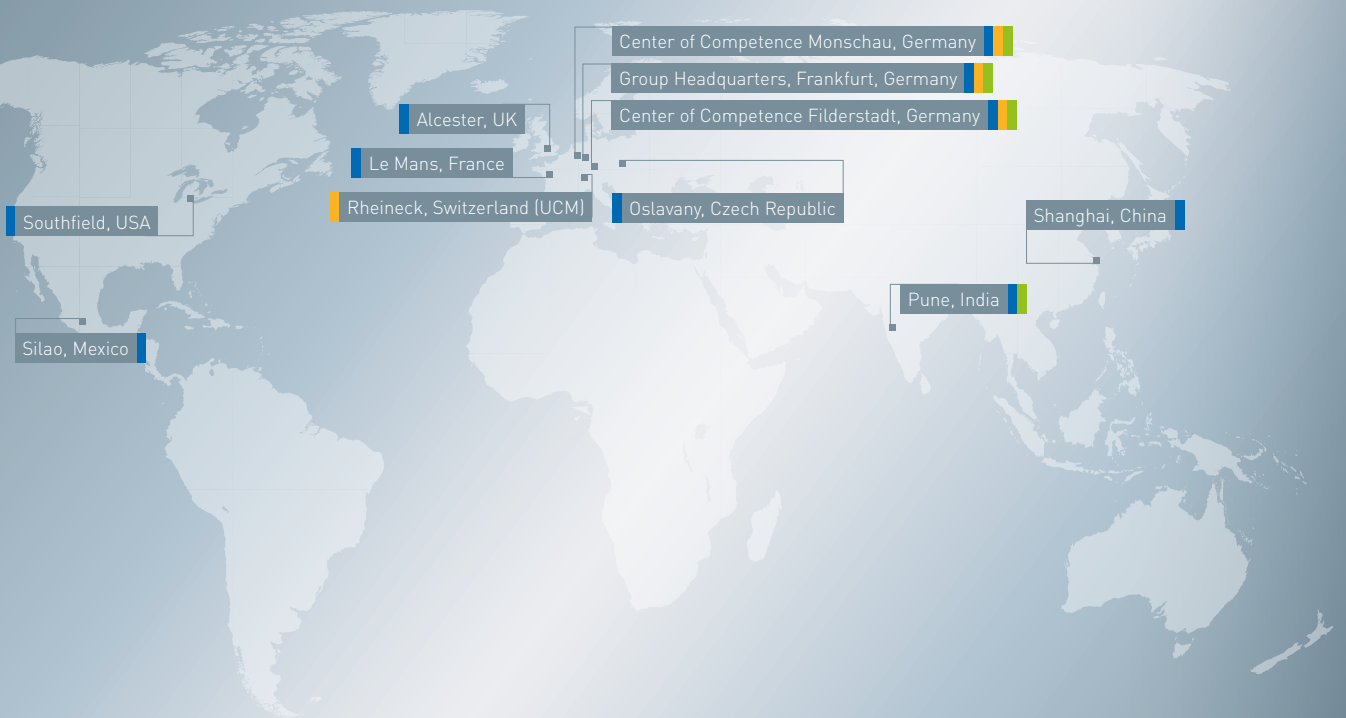 Center of Competence Monschau, Germany
Group Headquarters, Frankfurt, Germany
Center of Competence Filderstadt, Germany
Alcester, UK
Le Mans, France
Rheineck, Switzerland (UCM)
Oslavany, Czech Republic
Southfield, USA
Shanghai, China
Pune, India
Silao, Mexico